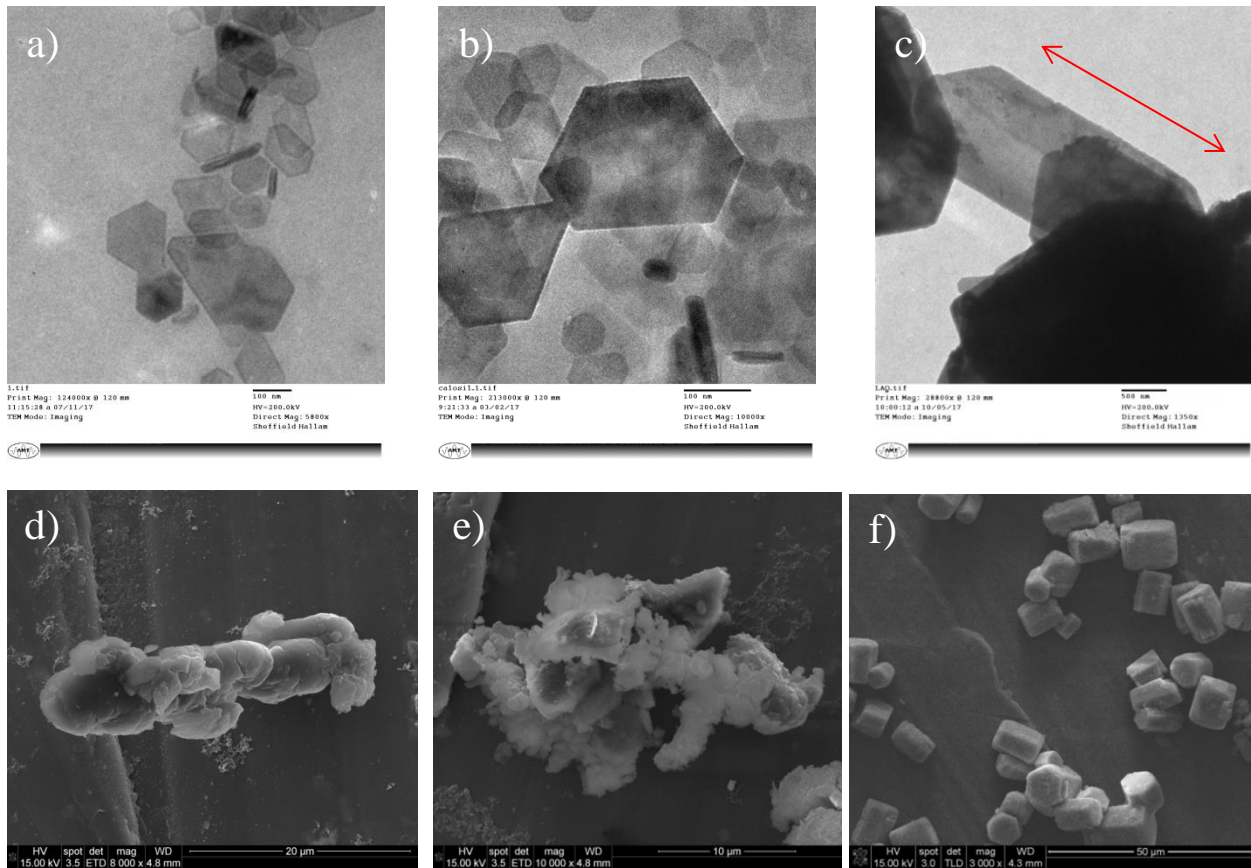 a)
b)
c)
1.tif
Print Mag: 124000x @ 120 mm
11:15:28 a 07/11/17
TEM Mode: Imaging
100 nm
HV=200.0kV
Direct Mag: 5800x
Sheffield Hallam
AMT
calosil.1.tif
Print Mag: 213000x @ 120 mm
9:21:33 a 03/02/17
TEM Mode: Imaging
100 nm
HV=200.0kV
Direct Mag: 10000x
Sheffield Hallam
AMT
LAQ.tif
Print Mag: 28800x @ 120 mm
10:00:12 a 10/05/17
TEM Mode: Imaging
500 nm
HV=200.0kV
Direct Mag: 1350x
Sheffield Hallam
AMT
d)
e)
f)
HV spot det mag WD
15.00 kV 3.5 ETD 8 000 x 4.8 mm
20 µm
HV spot det mag WD
15.00 kV 3.5 ETD 10 000 x 4.8 mm
10 µm
HV spot det mag WD
15.00 kV 3.0 TLD 3 000 x 4.3 mm
50 µm